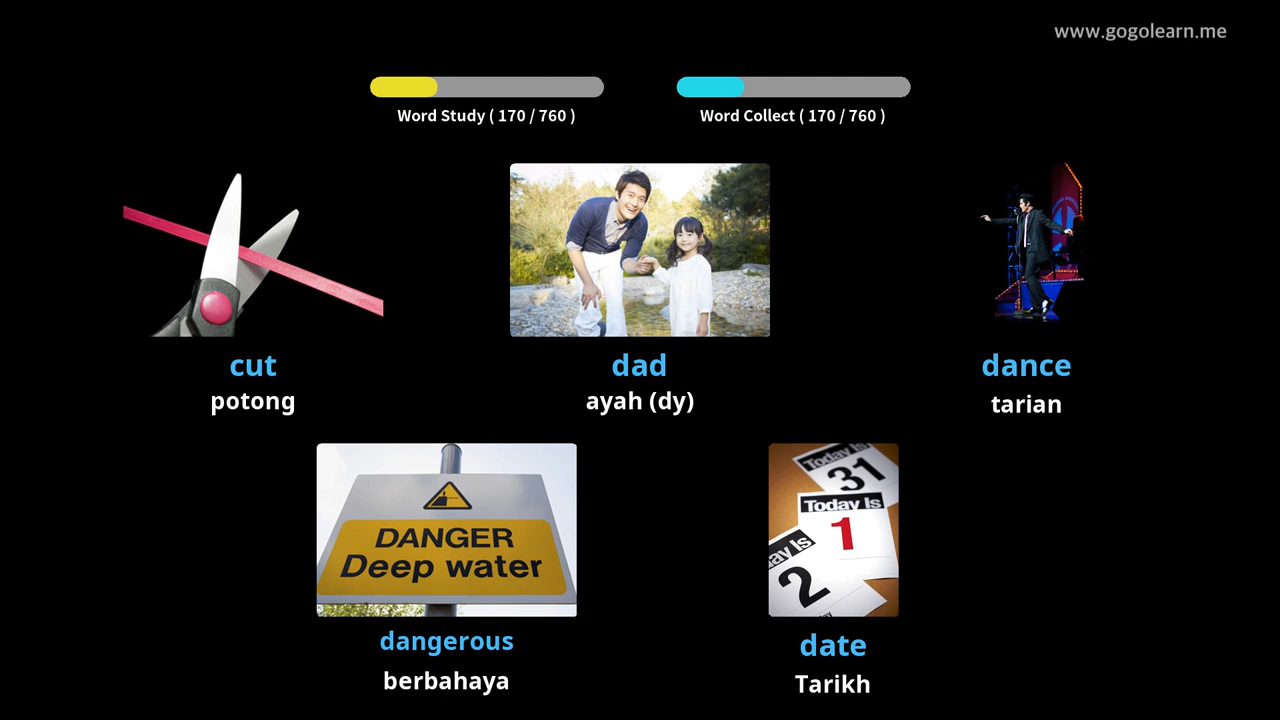 www.gogolearn.me
Word Study ( 170 / 760 )
Word Collect ( 170 / 760 )
cut
potong
dad
ayah (dy)
dance
tarian
DANGER
Deep water
dangerous
berbahaya
Today Is
31
Today Is
1
ay Is
2
date
Tarikh